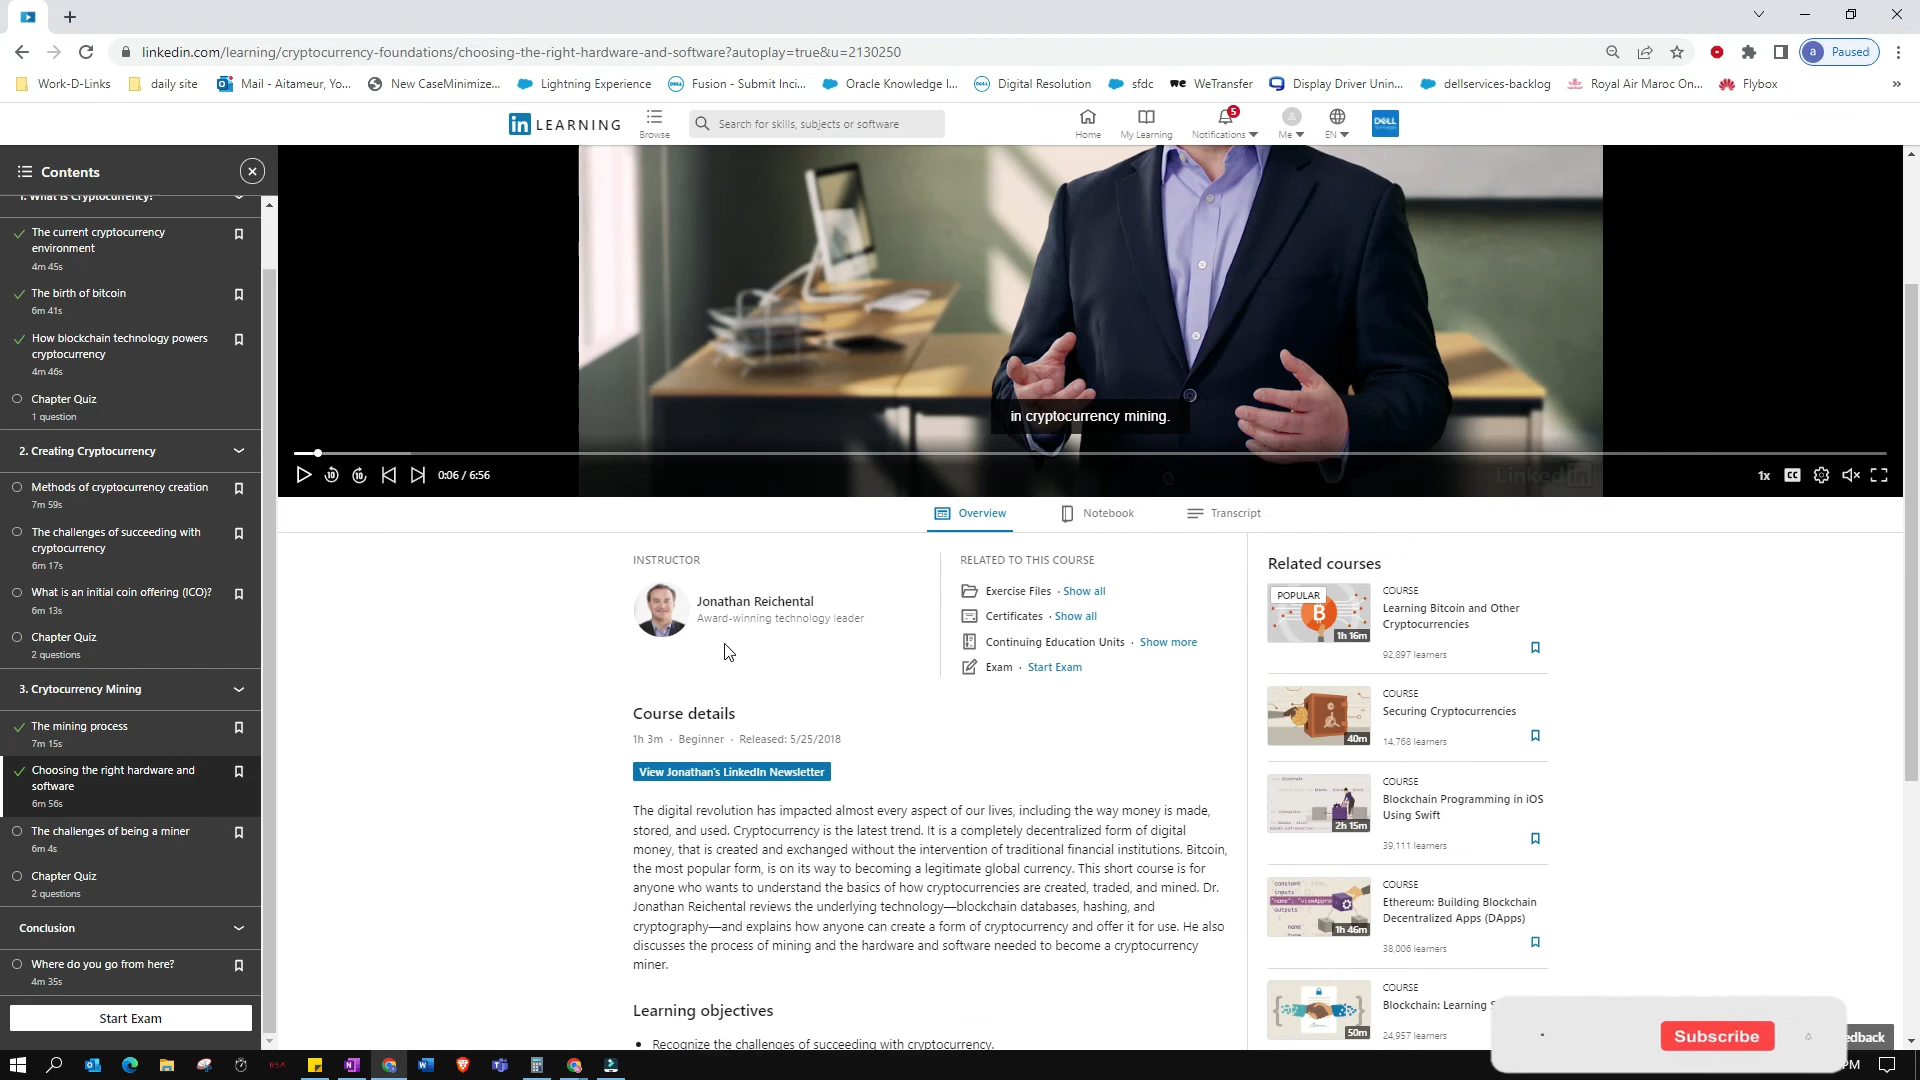 linkedin.com/learning/cryptocurrency-foundations/choosing-the-right-hardware-and-software?autoplay=true&u=2130250
a Paused
Work-D-Links daily site Mail - Aitameur, Yo... New CaseMinimize... Lightning Experience Fusion - Submit Inci... Oracle Knowledge I... Digital Resolution sfdc WeTransfer Display Driver Unin... dellservices-backlog Royal Air Maroc On... Flybox »
in LEARNING
Browse
Search for skills, subjects or software
Home
My Learning
5
Notifications
Me
EN
DELL
Contents
1. What is Cryptocurrency?
The current cryptocurrency
environment
4m 45s
The birth of bitcoin
6m 41s
How blockchain technology powers
cryptocurrency
4m 46s
Chapter Quiz
1 question
2. Creating Cryptocurrency
Methods of cryptocurrency creation
7m 59s
The challenges of succeeding with
cryptocurrency
6m 17s
What is an initial coin offering (ICO)?
6m 13s
Chapter Quiz
2 questions
3. Crytocurrency Mining
The mining process
7m 15s
Choosing the right hardware and
software
6m 56s
The challenges of being a miner
6m 4s
Chapter Quiz
2 questions
Conclusion
Where do you go from here?
4m 35s
Start Exam
in cryptocurrency mining.
10 10 0:06 / 6:56
Linked in
1x CC
Overview Notebook Transcript
INSTRUCTOR
Jonathan Reichental
Award-winning technology leader
RELATED TO THIS COURSE
Exercise Files · Show all
Certificates · Show all
Continuing Education Units · Show more
Exam · Start Exam
Course details
1h 3m · Beginner · Released: 5/25/2018
View Jonathan's LinkedIn Newsletter
The digital revolution has impacted almost every aspect of our lives, including the way money is made,
stored, and used. Cryptocurrency is the latest trend. It is a completely decentralized form of digital
money, that is created and exchanged without the intervention of traditional financial institutions. Bitcoin,
the most popular form, is on its way to becoming a legitimate global currency. This short course is for
anyone who wants to understand the basics of how cryptocurrencies are created, traded, and mined. Dr.
Jonathan Reichental reviews the underlying technology—blockchain databases, hashing, and
cryptography—and explains how anyone can create a form of cryptocurrency and offer it for use. He also
discusses the process of mining and the hardware and software needed to become a cryptocurrency
miner.
Learning objectives
• Recognize the challenges of succeeding with cryptocurrency.
Related courses
POPULAR
1h 16m
COURSE
Learning Bitcoin and Other
Cryptocurrencies
92,897 learners
40m
COURSE
Securing Cryptocurrencies
14,768 learners
2h 15m
COURSE
Blockchain Programming in iOS
Using Swift
39,111 learners
1h 46m
COURSE
Ethereum: Building Blockchain
Decentralized Apps (DApps)
38,006 learners
50m
COURSE
Blockchain: Learning S
24,957 learners
Subscribe
edback
RSA
PM